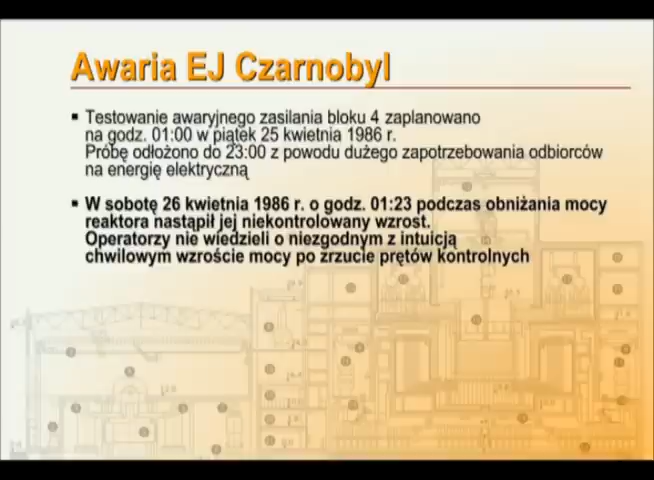 Awaria EJ Czarnobyl
▪ Testowanie awaryjnego zasilania bloku 4 zaplanowano
na godz. 01:00 w piątek 25 kwietnia 1986 r.
Próbę odłożono do 23:00 z powodu dużego zapotrzebowania odbiorców
na energię elektryczną
▪ W sobotę 26 kwietnia 1986 r. o godz. 01:23 podczas obniżania mocy
reaktora nastąpił jej niekontrolowany wzrost.
Operatorzy nie wiedzieli o niezgodnym z intuicją
chwilowym wzroście mocy po zrzucie prętów kontrolnych